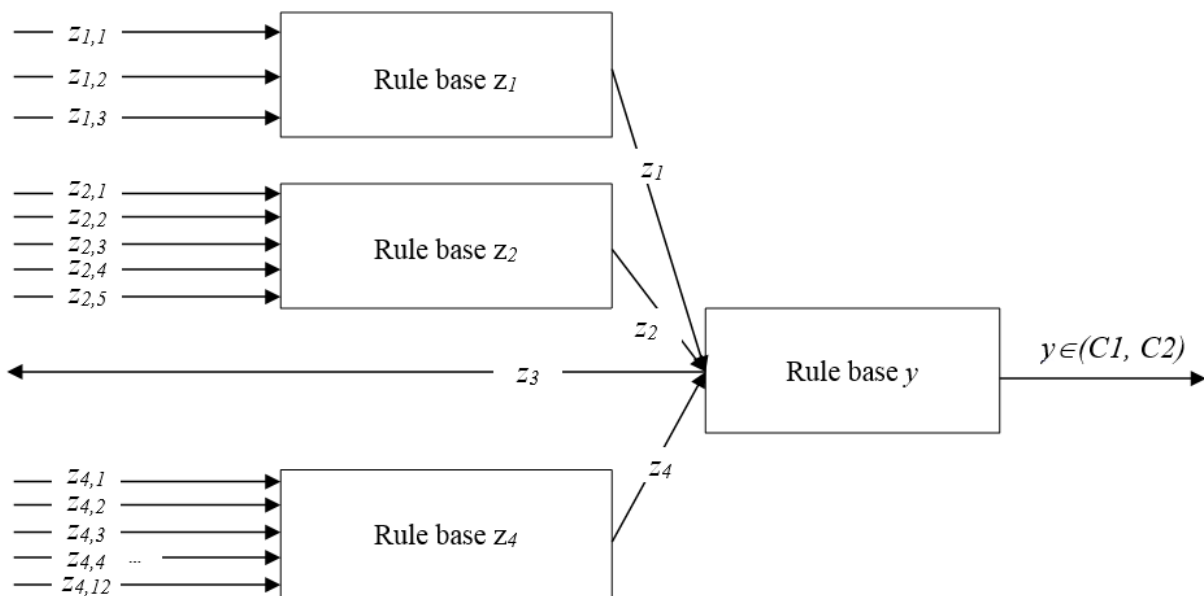 z1,1
z1,2
z1,3
Rule base z1
z1
z2,1
z2,2
z2,3
z2,4
z2,5
Rule base z2
z2
z3
Rule base y
y∈(C1, C2)
z4,1
z4,2
z4,3
z4,4 ...
z4,12
Rule base z4
z4